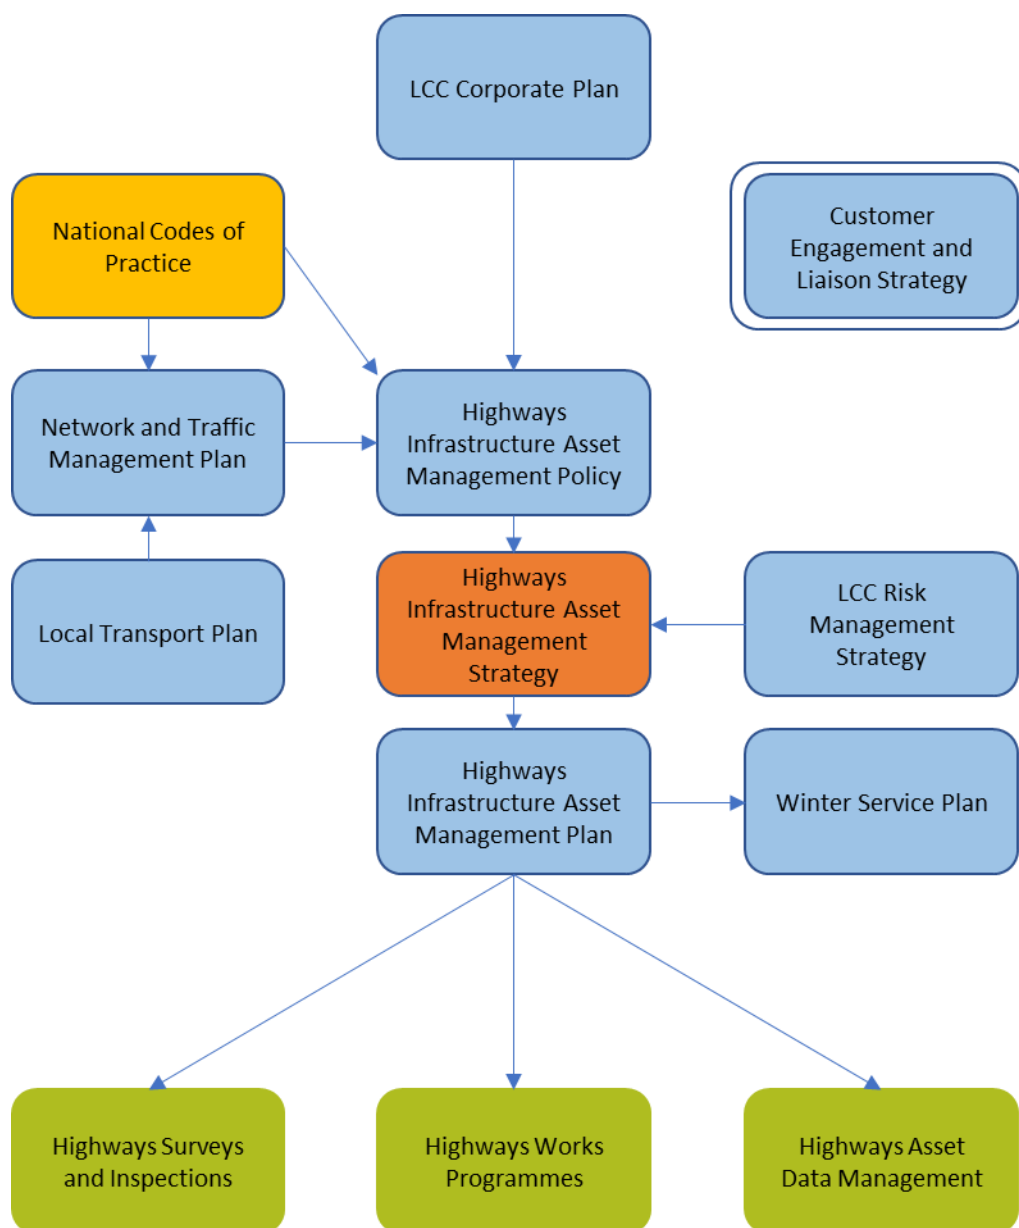 LCC Corporate Plan
National Codes of
Practice
Customer
Engagement and
Liaison Strategy
Network and Traffic
Management Plan
Highways
Infrastructure Asset
Management Policy
Local Transport Plan
Highways
Infrastructure Asset
Management
Strategy
LCC Risk
Management
Strategy
Highways
Infrastructure Asset
Management Plan
Winter Service Plan
Highways Surveys
and Inspections
Highways Works
Programmes
Highways Asset
Data Management